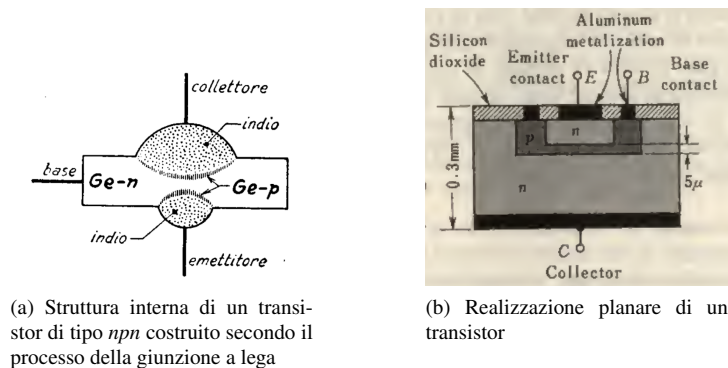 collettore
indio
base
Ge-n
Ge-p
indio
emettitore
(a) Struttura interna di un transi-
stor di tipo npn costruito secondo il
processo della giunzione a lega
Aluminum
metalization
Silicon
dioxide
Emitter
contact
E
B
Base
contact
n
p
0.3mm
n
5μ
C
Collector
(b) Realizzazione planare di un
transistor